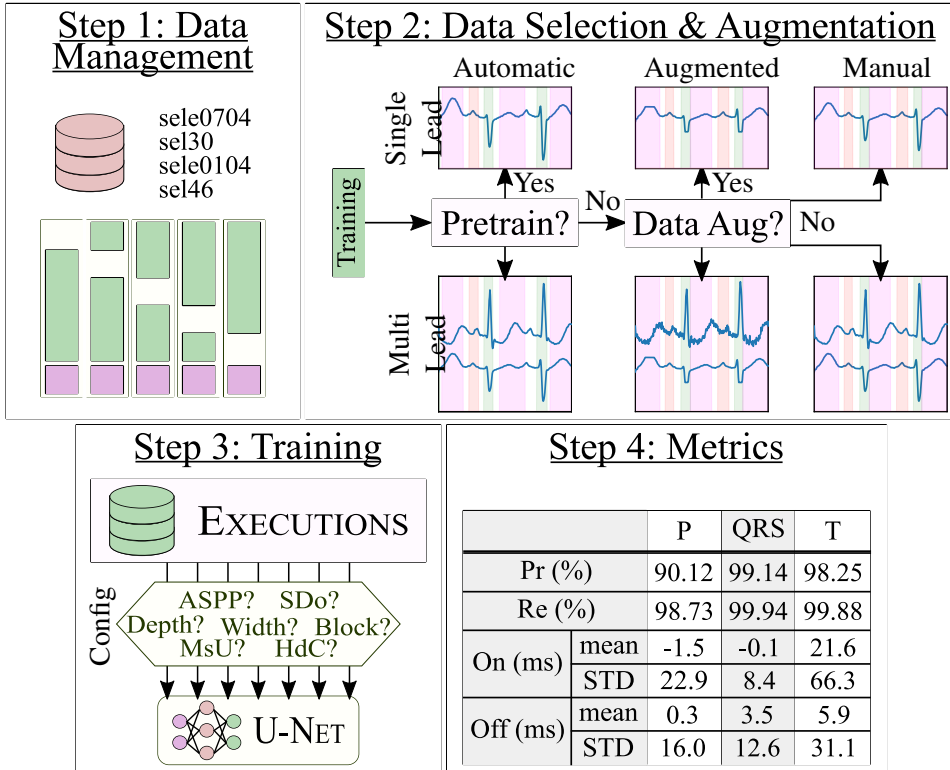 Step 1: Data
Management
sele0704
sel30
sele0104
sel46
Step 2: Data Selection & Augmentation
Automatic
Augmented
Manual
Single
Lead
Training
Yes
Yes
Pretrain?
No
Data Aug?
No
Multi
Lead
Step 3: Training
EXECUTIONS
Config
ASPP? SDo?
Depth? Width? Block?
MsU? HdC?
U-NET
Step 4: Metrics
P QRS T
Pr (%) 90.12 99.14 98.25
Re (%) 98.73 99.94 99.88
On (ms) mean -1.5 -0.1 21.6
STD 22.9 8.4 66.3
Off (ms) mean 0.3 3.5 5.9
STD 16.0 12.6 31.1